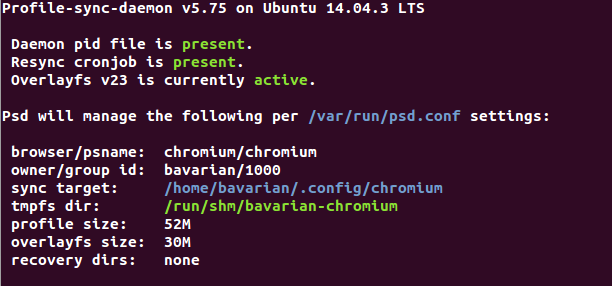 Profile-sync-daemon v5.75 on Ubuntu 14.04.3 LTS
Daemon pid file is present.
Resync cronjob is present.
Overlayfs v23 is currently active.
Psd will manage the following per /var/run/psd.conf settings:
browser/psname: chromium/chromium
owner/group id: bavarian/1000
sync target: /home/bavarian/.config/chromium
tmpfs dir: /run/shm/bavarian-chromium
profile size: 52M
overlayfs size: 30M
recovery dirs: none